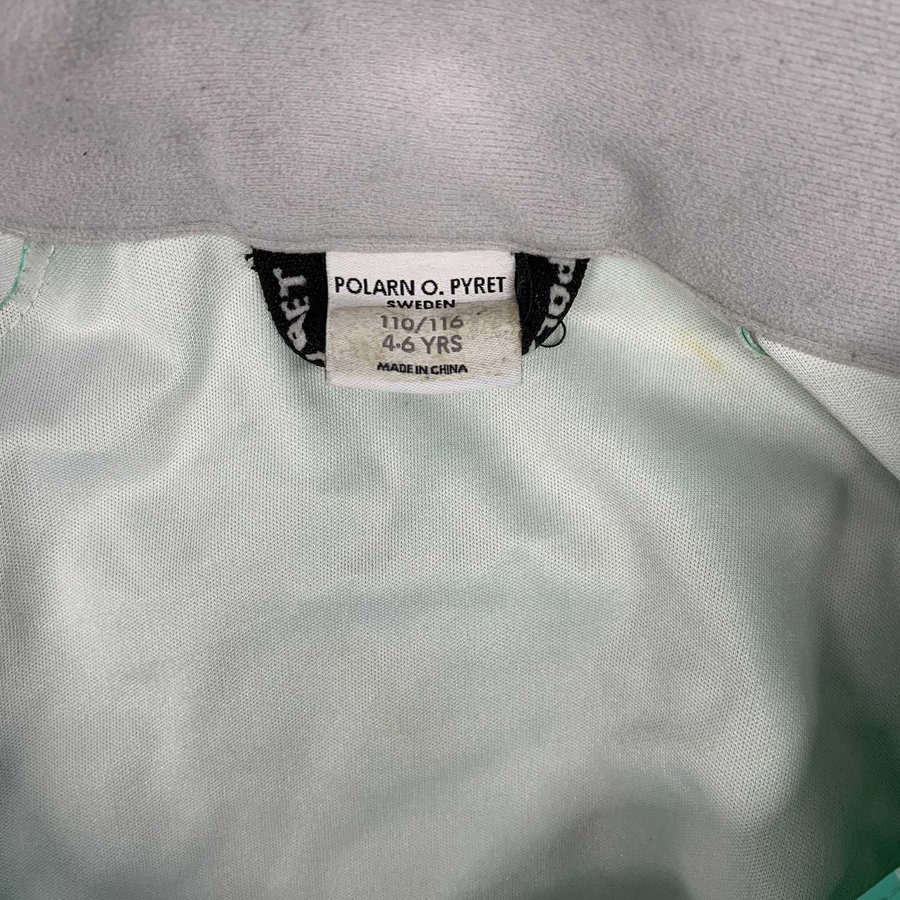 POLARN O. PYRET
SWEDEN
110/116
4-6 YRS
MADE IN CHINA